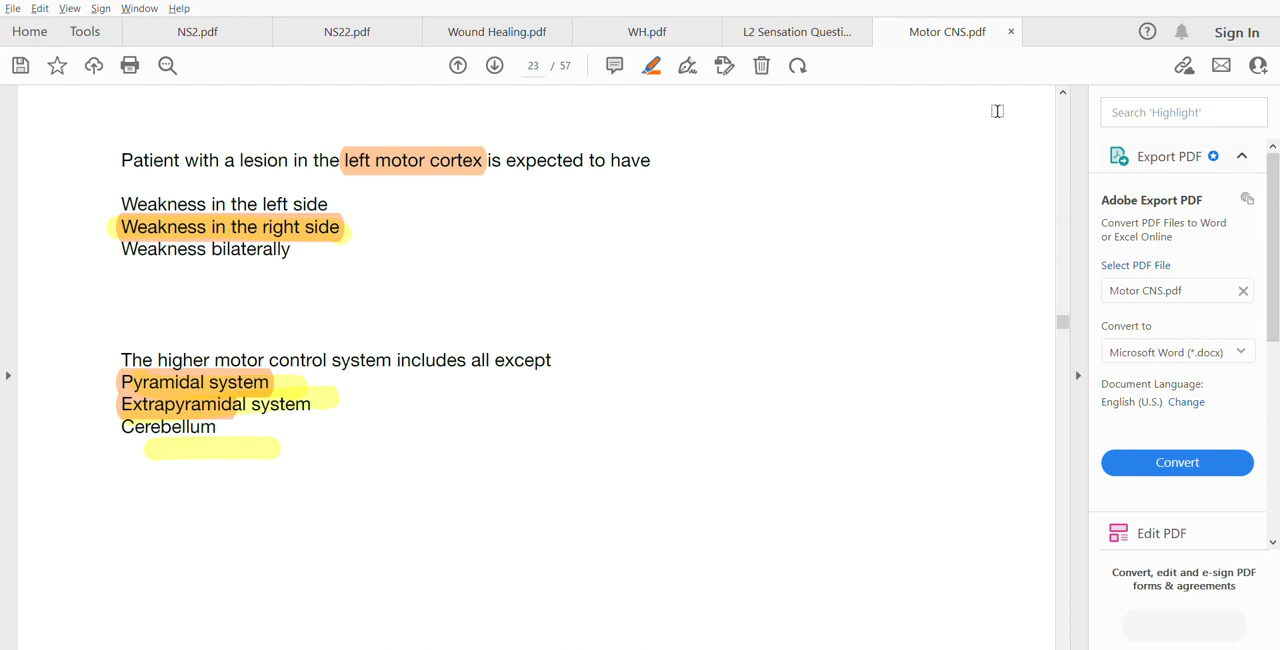 File Edit View Sign Window Help
Home Tools NS2.pdf NS22.pdf Wound Healing.pdf WH.pdf L2 Sensation Questi... Motor CNS.pdf × ? Sign In
23 / 57
Search 'Highlight'
Patient with a lesion in the left motor cortex is expected to have
Weakness in the left side
Weakness in the right side
Weakness bilaterally
The higher motor control system includes all except
Pyramidal system
Extrapyramidal system
Cerebellum
Export PDF
Adobe Export PDF
Convert PDF Files to Word
or Excel Online
Select PDF File
Motor CNS.pdf
Convert to
Microsoft Word (*.docx)
Document Language:
English (U.S.) Change
Convert
Edit PDF
Convert, edit and e-sign PDF
forms & agreements